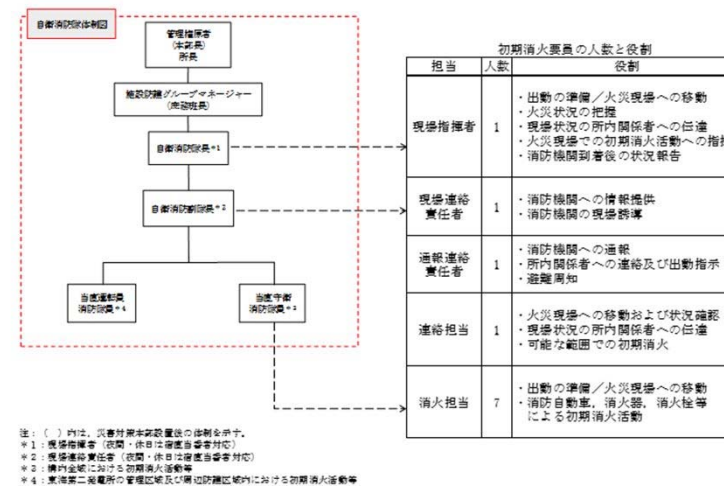 自衛消防隊体制図
管理権原者
(本部長)
所長
施設防護グループマネージャー
(庶務班長)
自衛消防隊長*1
自衛消防副隊長*2
当直運転員
消防隊員*4
当直守衛
消防隊員*3
初期消火要員の人数と役割
担当 人数 役割
現場指揮者 1
・出動の準備／火災現場への移動
・火災状況の把握
・現場状況の所内関係者への伝達
・火災現場での初期消火活動への指揮
・消防機関到着後の状況報告
現場連絡
責任者 1
・消防機関への情報提供
・消防機関の現場誘導
通報連絡
責任者 1
・消防機関への通報
・所内関係者への連絡及び出動指示
・避難周知
連絡担当 1
・火災現場への移動および状況確認
・現場状況の所内関係者への伝達
・可能な範囲での初期消火
消火担当 7
・出動の準備／火災現場への移動
・消防自動車，消火器，消火栓等
による初期消火活動
注：（ ）内は，災害対策本部設置後の体制を示す。
＊1：現場指揮者（夜間・休日は宿直当番者対応）
＊2：現場連絡責任者（夜間・休日は宿直当番者対応）
＊3：構内全域における初期消火活動等
＊4：東海第二発電所の管理区域及び周辺防護区域内における初期消火活動等